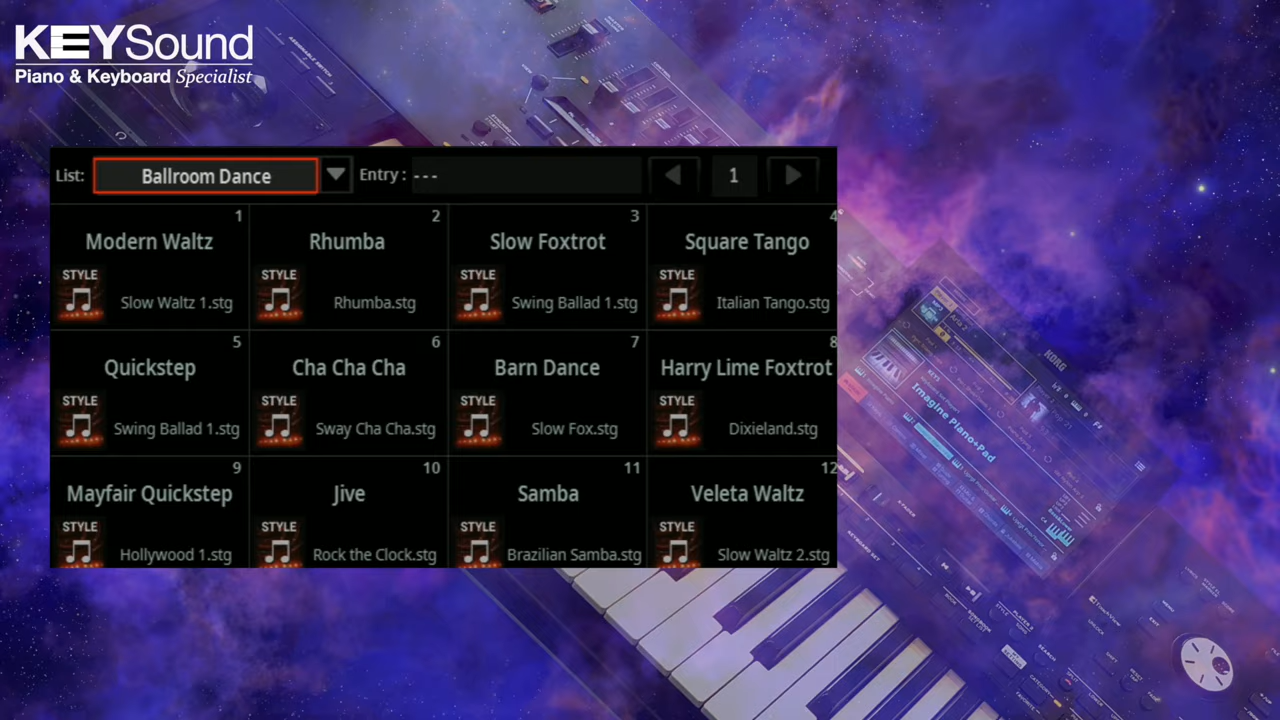 KEYSound
Piano & Keyboard Specialist
List: Ballroom Dance Entry : --- 1
1 2 3 4
Modern Waltz Rhumba Slow Foxtrot Square Tango
STYLE STYLE STYLE STYLE
Slow Waltz 1.stg Rhumba.stg Swing Ballad 1.stg Italian Tango.stg
5 6 7 8
Quickstep Cha Cha Cha Barn Dance Harry Lime Foxtrot
STYLE STYLE STYLE STYLE
Swing Ballad 1.stg Sway Cha Cha.stg Slow Fox.stg Dixieland.stg
9 10 11 12
Mayfair Quickstep Jive Samba Veleta Waltz
STYLE STYLE STYLE STYLE
Hollywood 1.stg Rock the Clock.stg Brazilian Samba.stg Slow Waltz 2.stg
KORG
KEYS
Imagine Piano+Pad
KEYBOARD SET